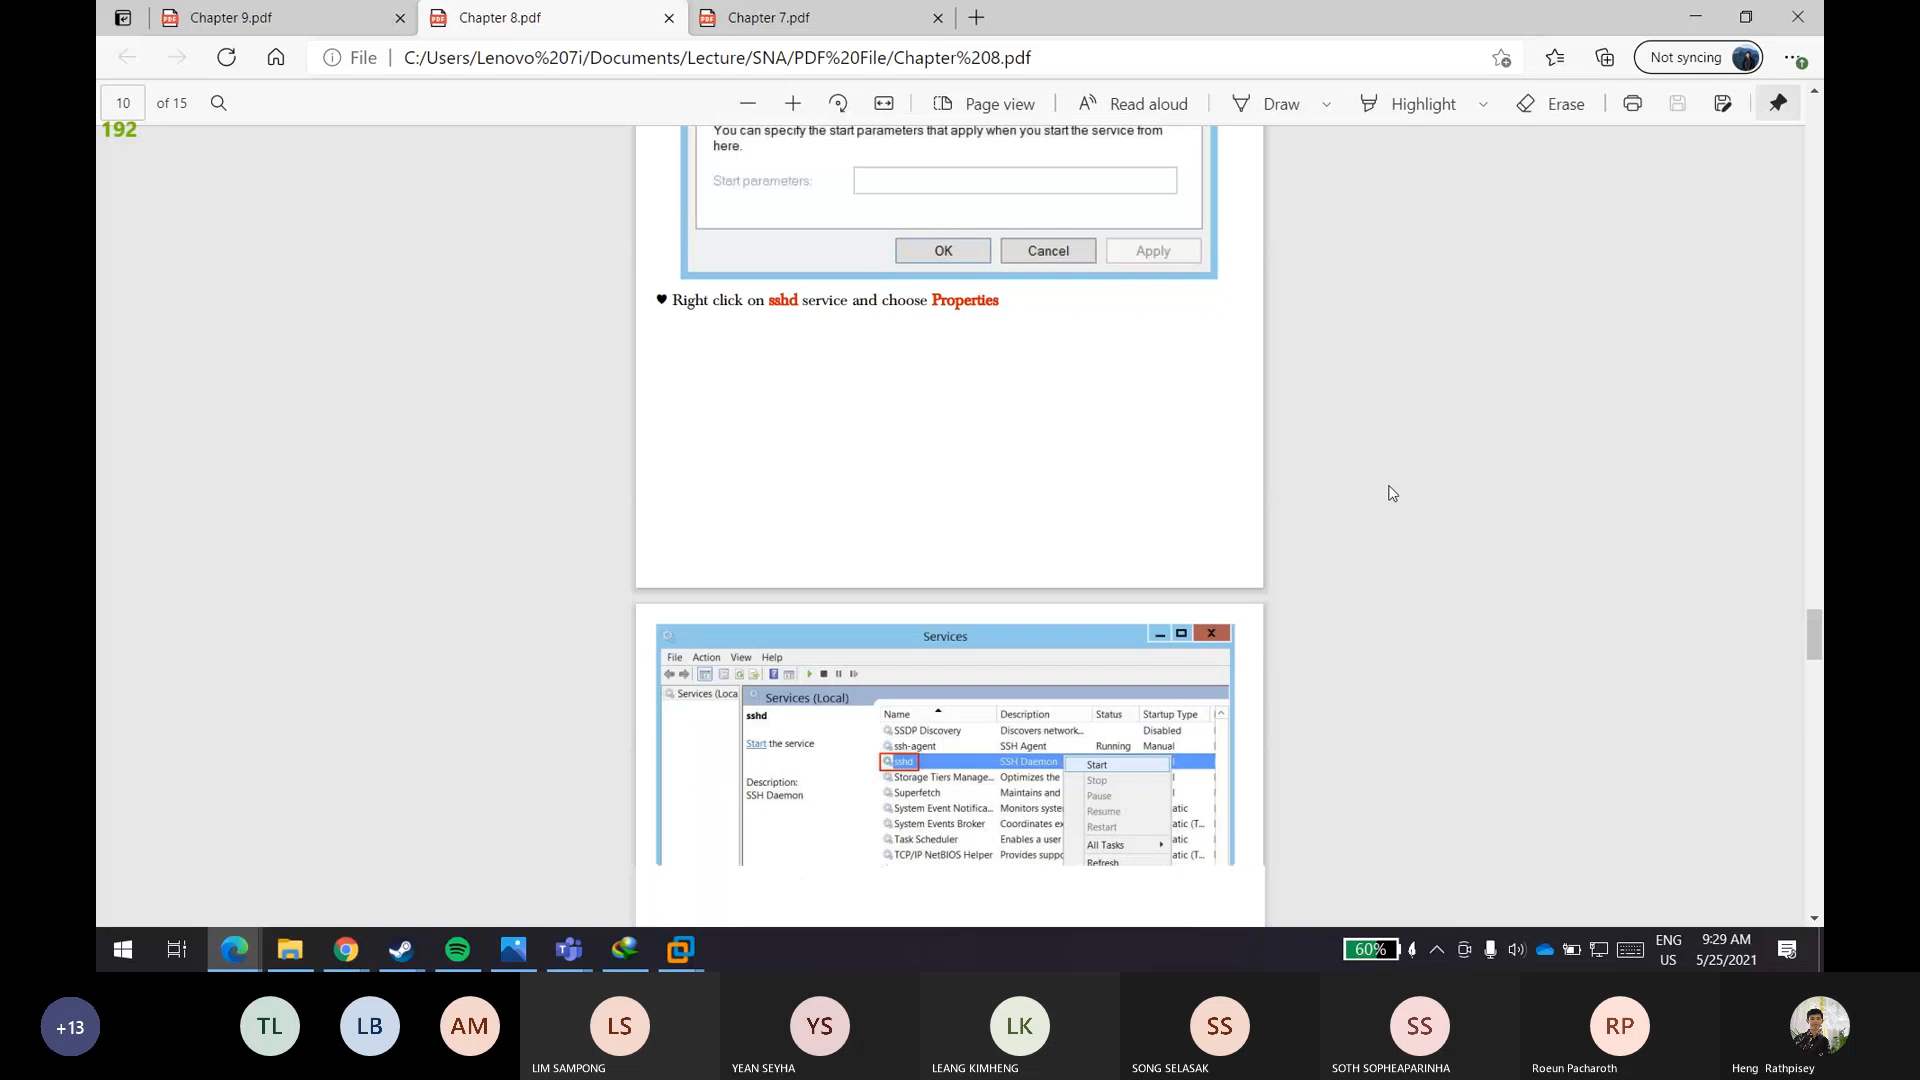 Chapter 9.pdf
Chapter 8.pdf
Chapter 7.pdf
File
C:/Users/Lenovo%207i/Documents/Lecture/SNA/PDF%20File/Chapter%208.pdf
Not syncing
10
of 15
Page view
Read aloud
Draw
Highlight
Erase
192
You can specify the start parameters that apply when you start the service from
here.
Start parameters:
OK
Cancel
Apply
♥ Right click on sshd service and choose Properties
Services
File Action View Help
Services (Loca
Services (Local)
sshd
Start the service
Description:
SSH Daemon
Name Description Status Startup Type
SSDP Discovery Discovers network... Disabled
ssh-agent SSH Agent Running Manual
sshd SSH Daemon
Storage Tiers Manage... Optimizes the
Superfetch Maintains and
System Event Notifica... Monitors syste
System Events Broker Coordinates ex
Task Scheduler Enables a user
TCP/IP NetBIOS Helper Provides suppo
Start
Stop
Pause
Resume
Restart
All Tasks
Refresh
atic
atic (T...
atic
atic (T...
60%
ENG
US
9:29 AM
5/25/2021
+13
TL
LB
AM
LS
LIM SAMPONG
YS
YEAN SEYHA
LK
LEANG KIMHENG
SS
SONG SELASAK
SS
SOTH SOPHEAPARINHA
RP
Roeun Pacharoth
Heng Rathpisey